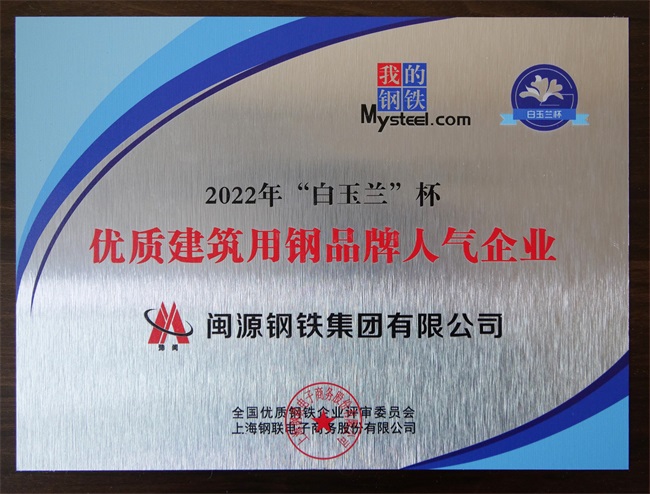 我的
钢铁
Mysteel.com
白玉兰杯
2022年“白玉兰”杯
优质建筑用钢品牌人气企业
豫闽
闽源钢铁集团有限公司
全国优质钢铁企业评审委员会
上海钢联电子商务股份有限公司